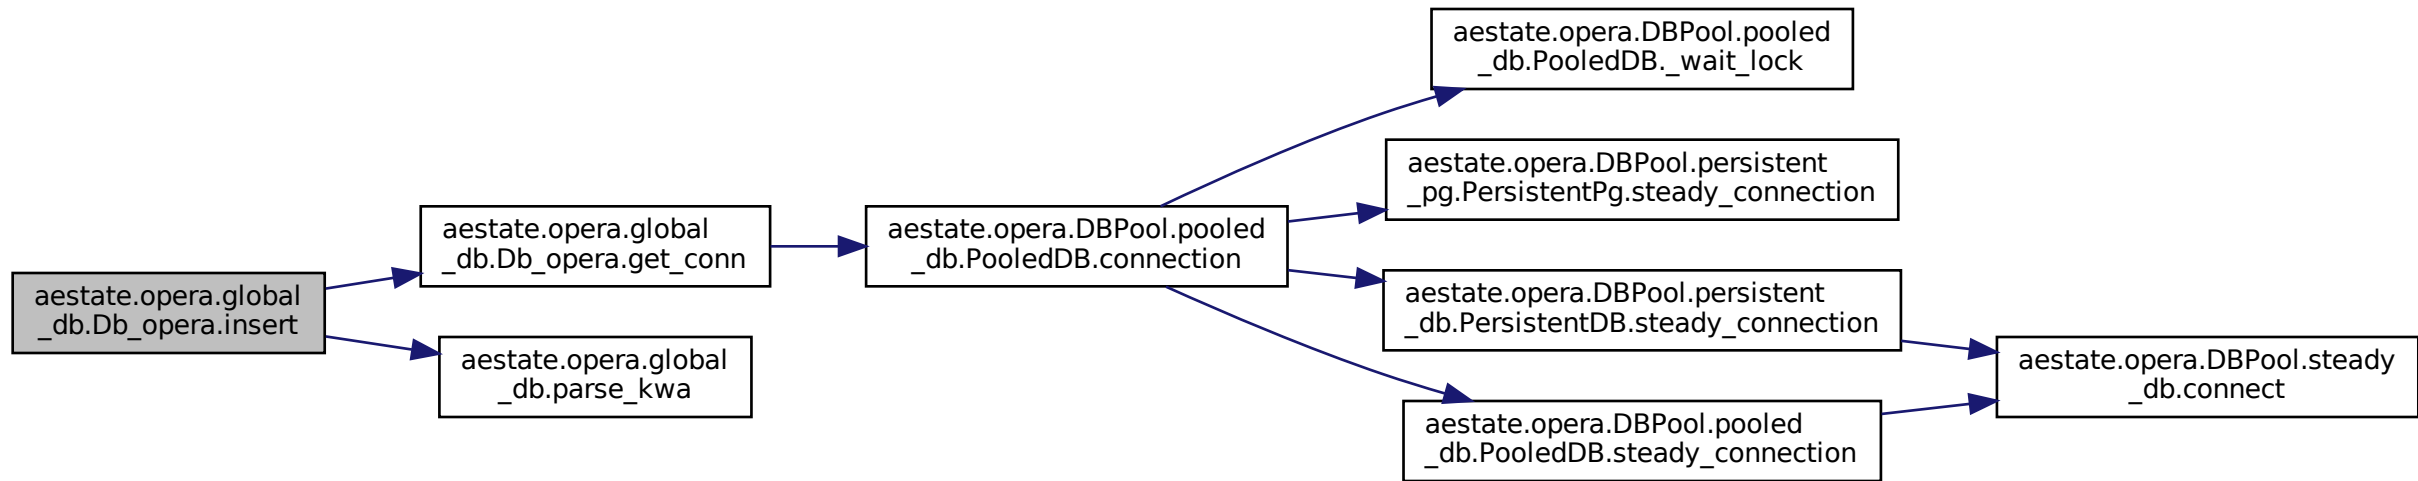 aestate.opera.global
_db.Db_opera.insert
aestate.opera.global
_db.Db_opera.get_conn
aestate.opera.global
_db.parse_kwa
aestate.opera.DBPool.pooled
_db.PooledDB.connection
aestate.opera.DBPool.pooled
_db.PooledDB._wait_lock
aestate.opera.DBPool.persistent
_pg.PersistentPg.steady_connection
aestate.opera.DBPool.persistent
_db.PersistentDB.steady_connection
aestate.opera.DBPool.pooled
_db.PooledDB.steady_connection
aestate.opera.DBPool.steady
_db.connect